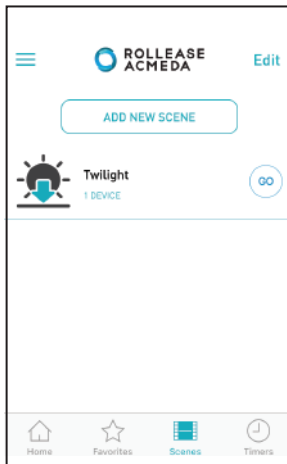 ROLLEASE
ACMEDA
Edit
ADD NEW SCENE
Twilight
1 DEVICE
GO
Home
Favorites
Scenes
Timers